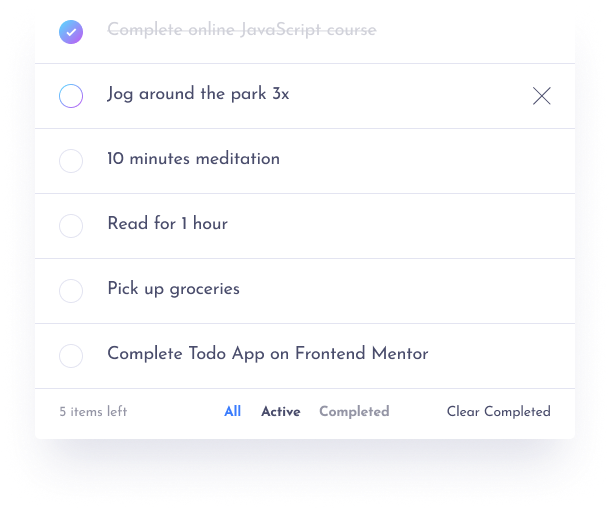 Complete online JavaScript course
Jog around the park 3x
10 minutes meditation
Read for 1 hour
Pick up groceries
Complete Todo App on Frontend Mentor
5 items left All Active Completed Clear Completed